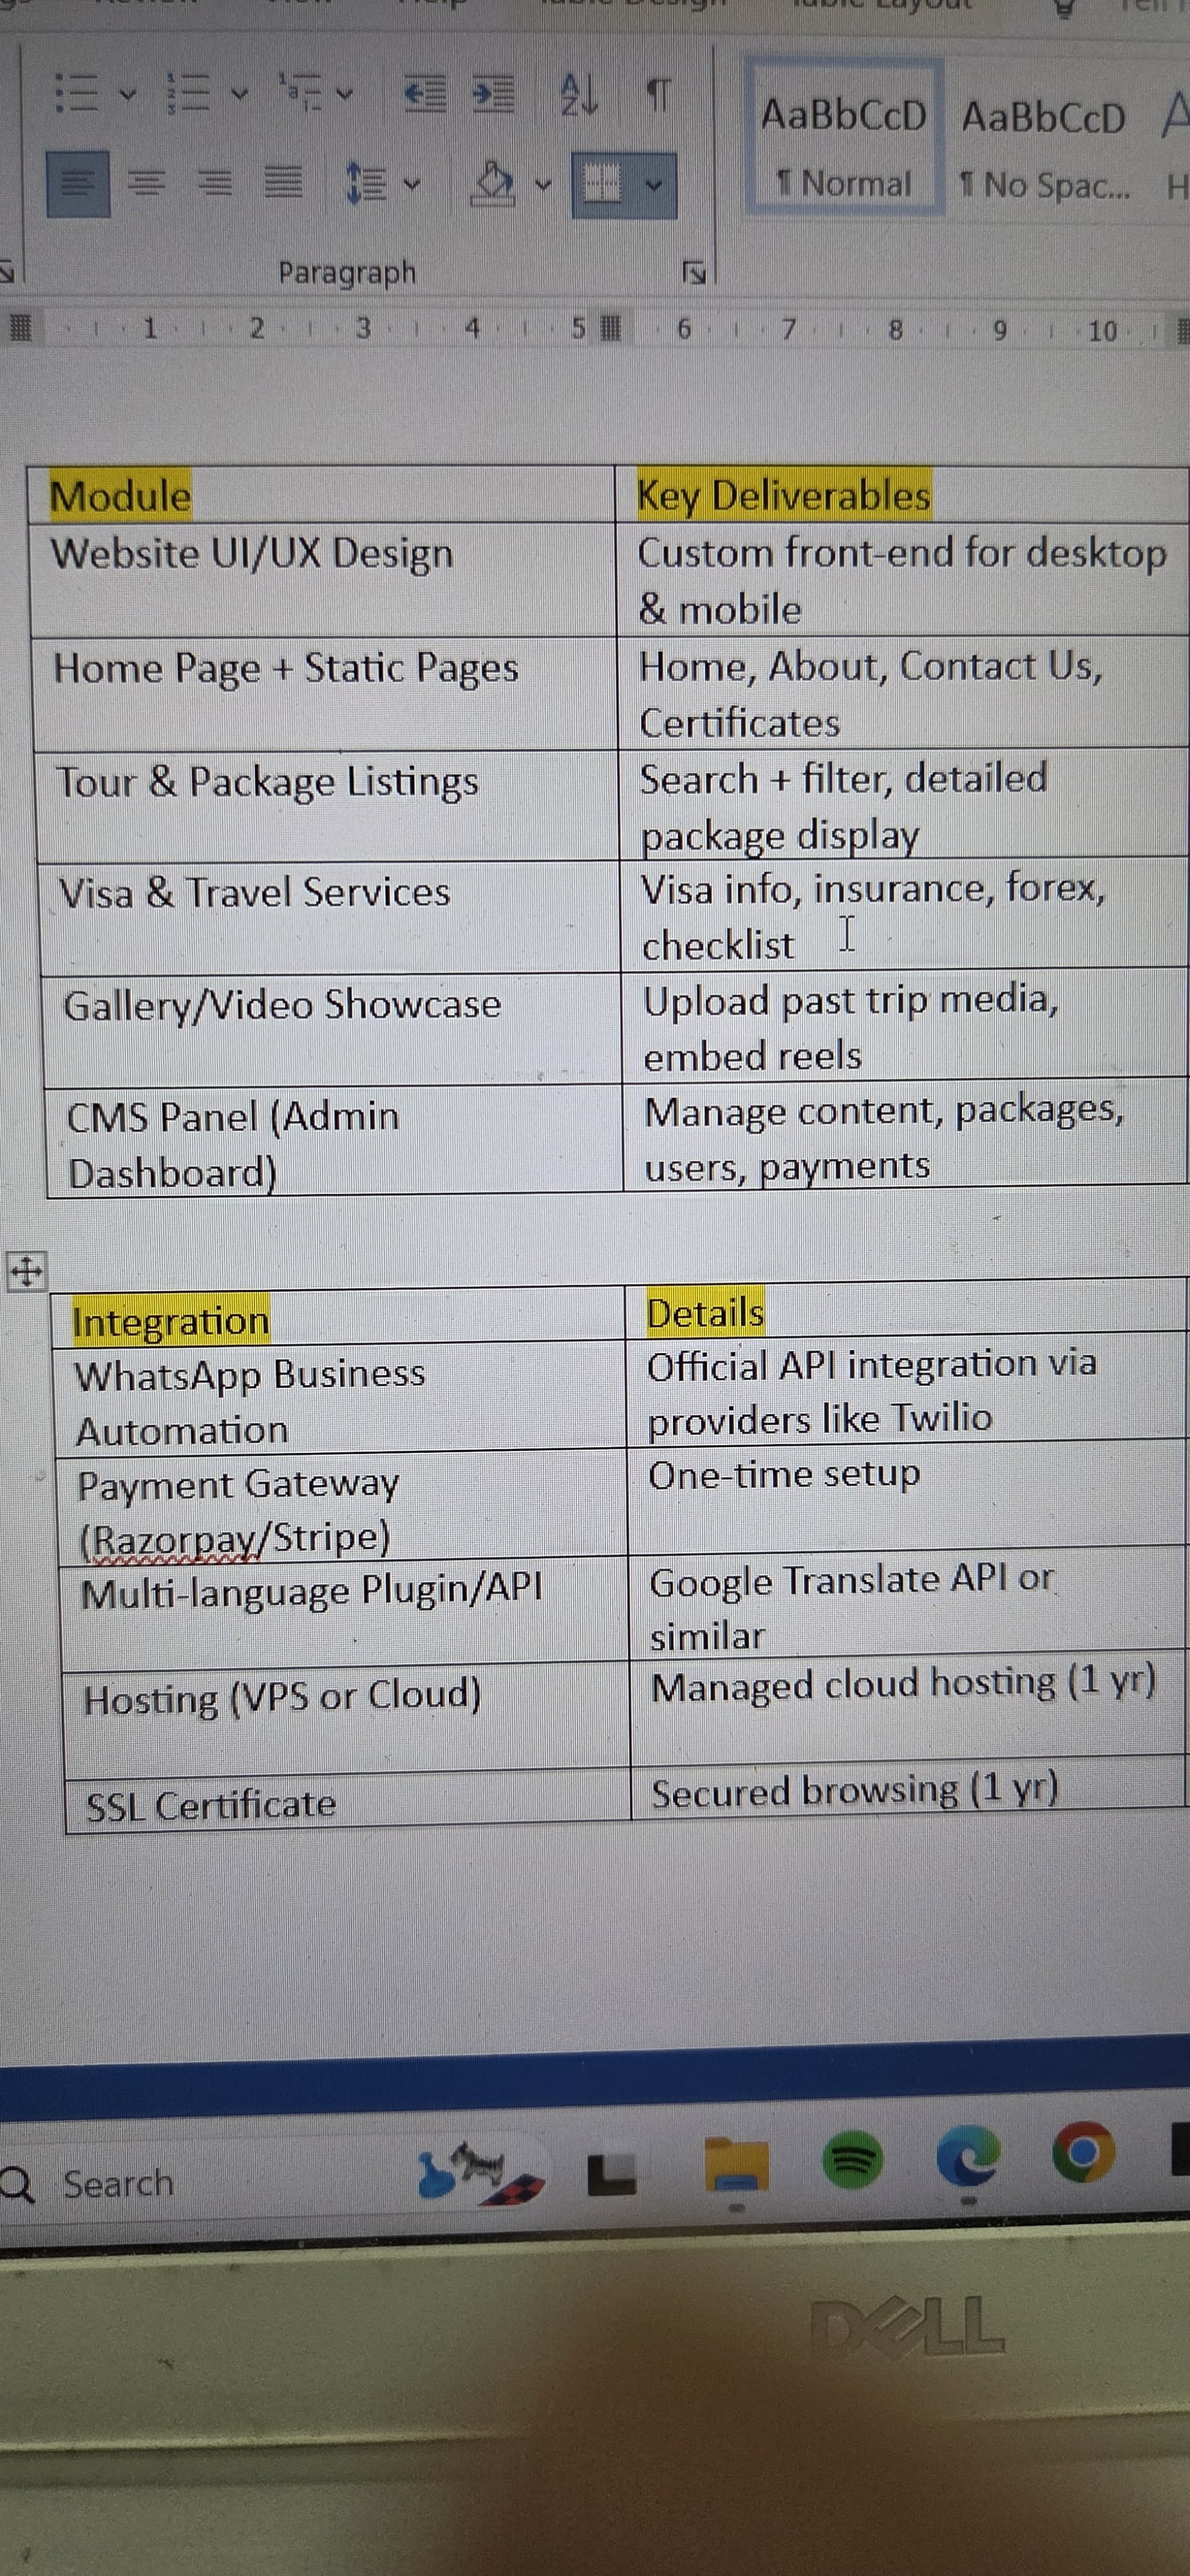 Table Layout
Paragraph
AaBbCcD
AaBbCcD
¶ Normal
¶ No Spac...
1 2 3 4 5 6 7 8 9 10
Module
Key Deliverables
Website UI/UX Design
Custom front-end for desktop
& mobile
Home Page + Static Pages
Home, About, Contact Us,
Certificates
Tour & Package Listings
Search + filter, detailed
package display
Visa & Travel Services
Visa info, insurance, forex,
checklist
Gallery/Video Showcase
Upload past trip media,
embed reels
CMS Panel (Admin
Dashboard)
Manage content, packages,
users, payments
Integration
Details
WhatsApp Business
Automation
Official API integration via
providers like Twilio
Payment Gateway
(Razorpay/Stripe)
One-time setup
Multi-language Plugin/API
Google Translate API or
similar
Hosting (VPS or Cloud)
Managed cloud hosting (1 yr)
SSL Certificate
Secured browsing (1 yr)
Search
DELL